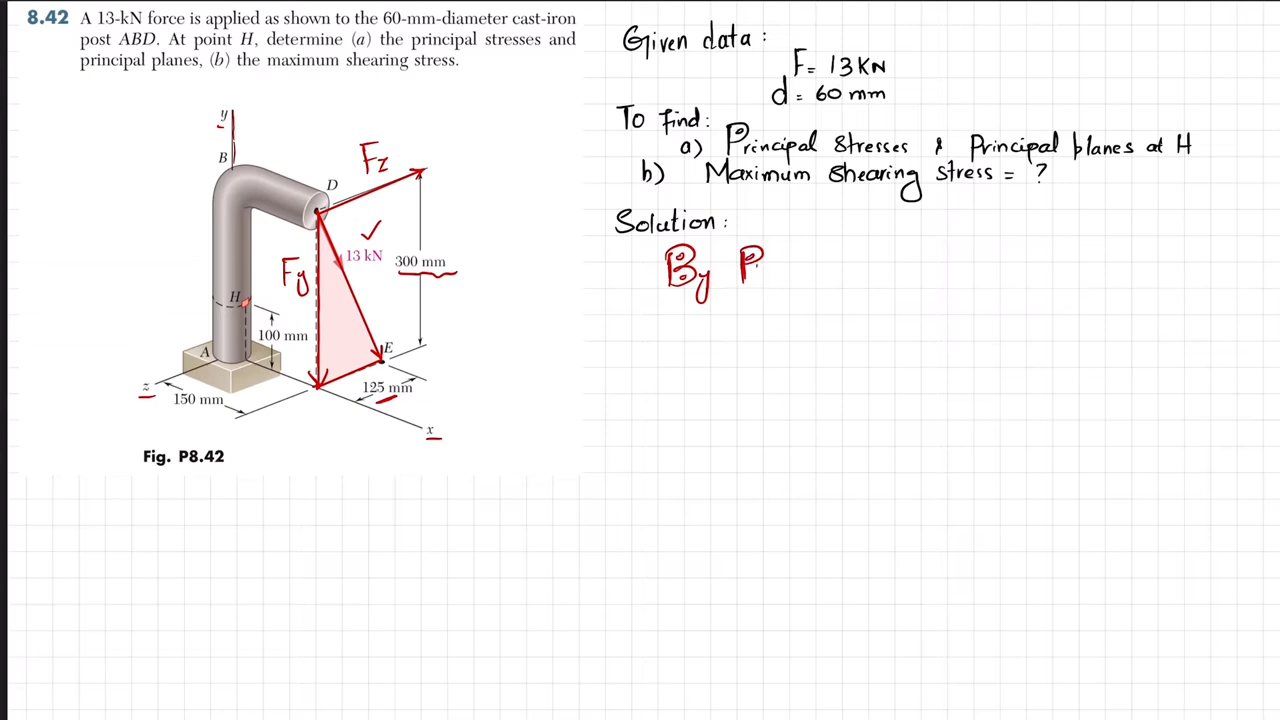 8.42 A 13-kN force is applied as shown to the 60-mm-diameter cast-iron
post ABD. At point H, determine (a) the principal stresses and
principal planes, (b) the maximum shearing stress.
y
B
D
Fz
13 kN
300 mm
Fy
H
100 mm
A
E
z
125 mm
150 mm
x
Fig. P8.42
Given data :
F = 13 KN
d = 60 mm
To find :
a) Principal Stresses & Principal planes at H
b) Maximum Shearing stress = ?
Solution :
By P